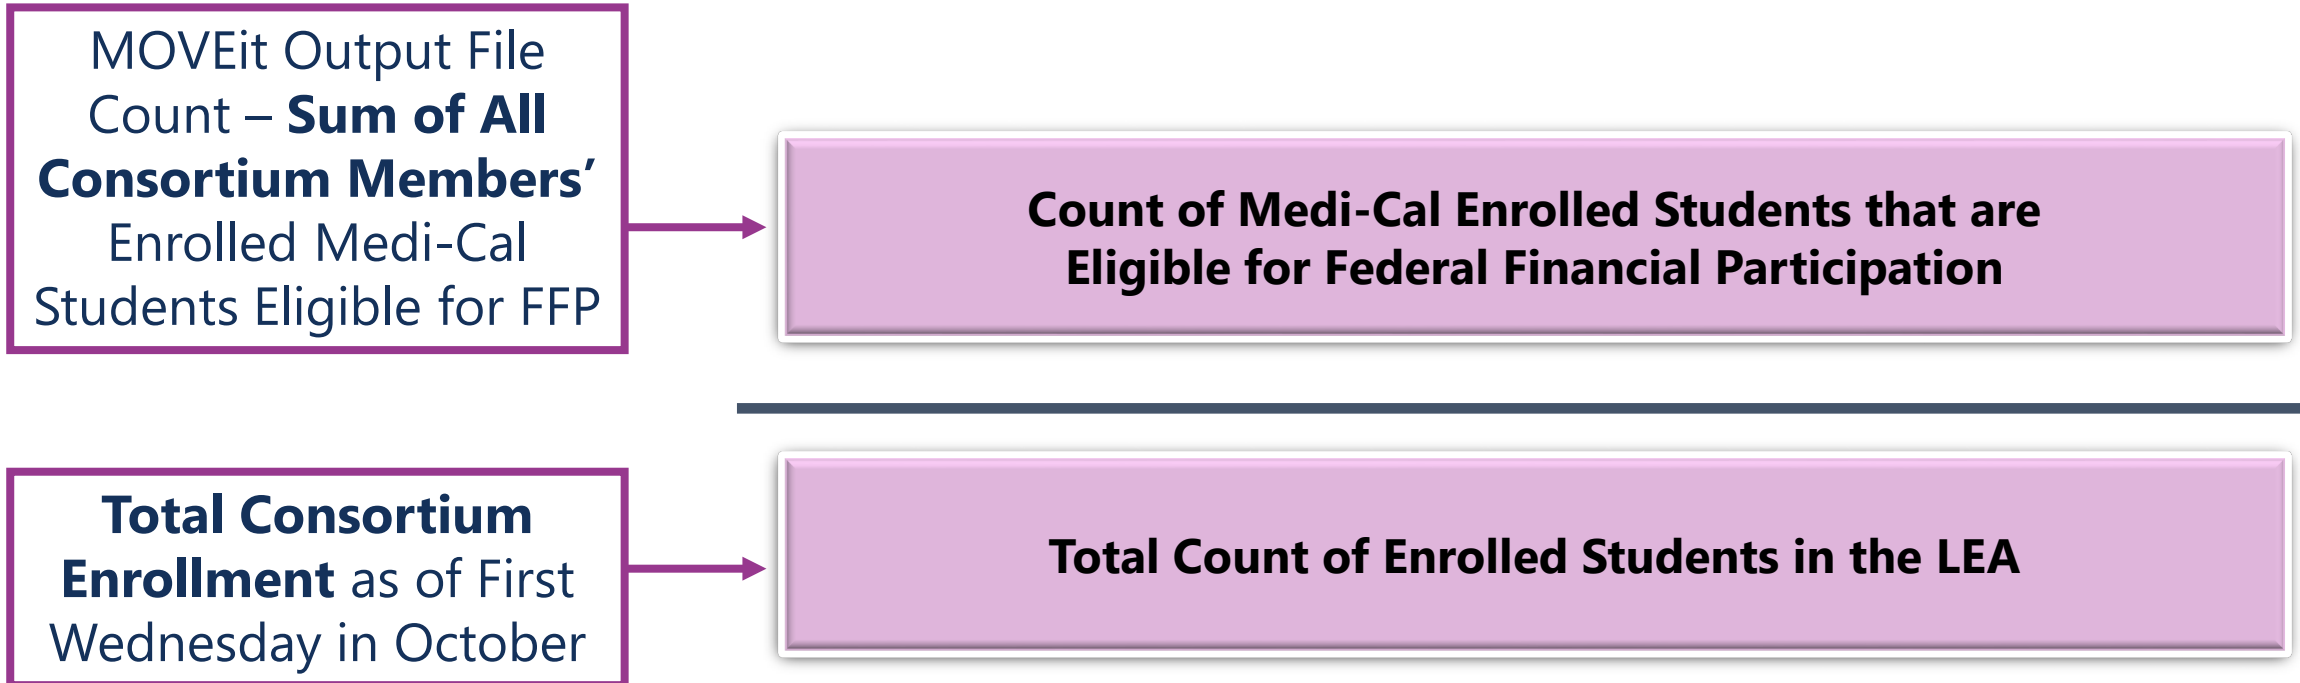 MOVEit Output File
Count – Sum of All
Consortium Members’
Enrolled Medi-Cal
Students Eligible for FFP
Count of Medi-Cal Enrolled Students that are
Eligible for Federal Financial Participation
Total Consortium
Enrollment as of First
Wednesday in October
Total Count of Enrolled Students in the LEA